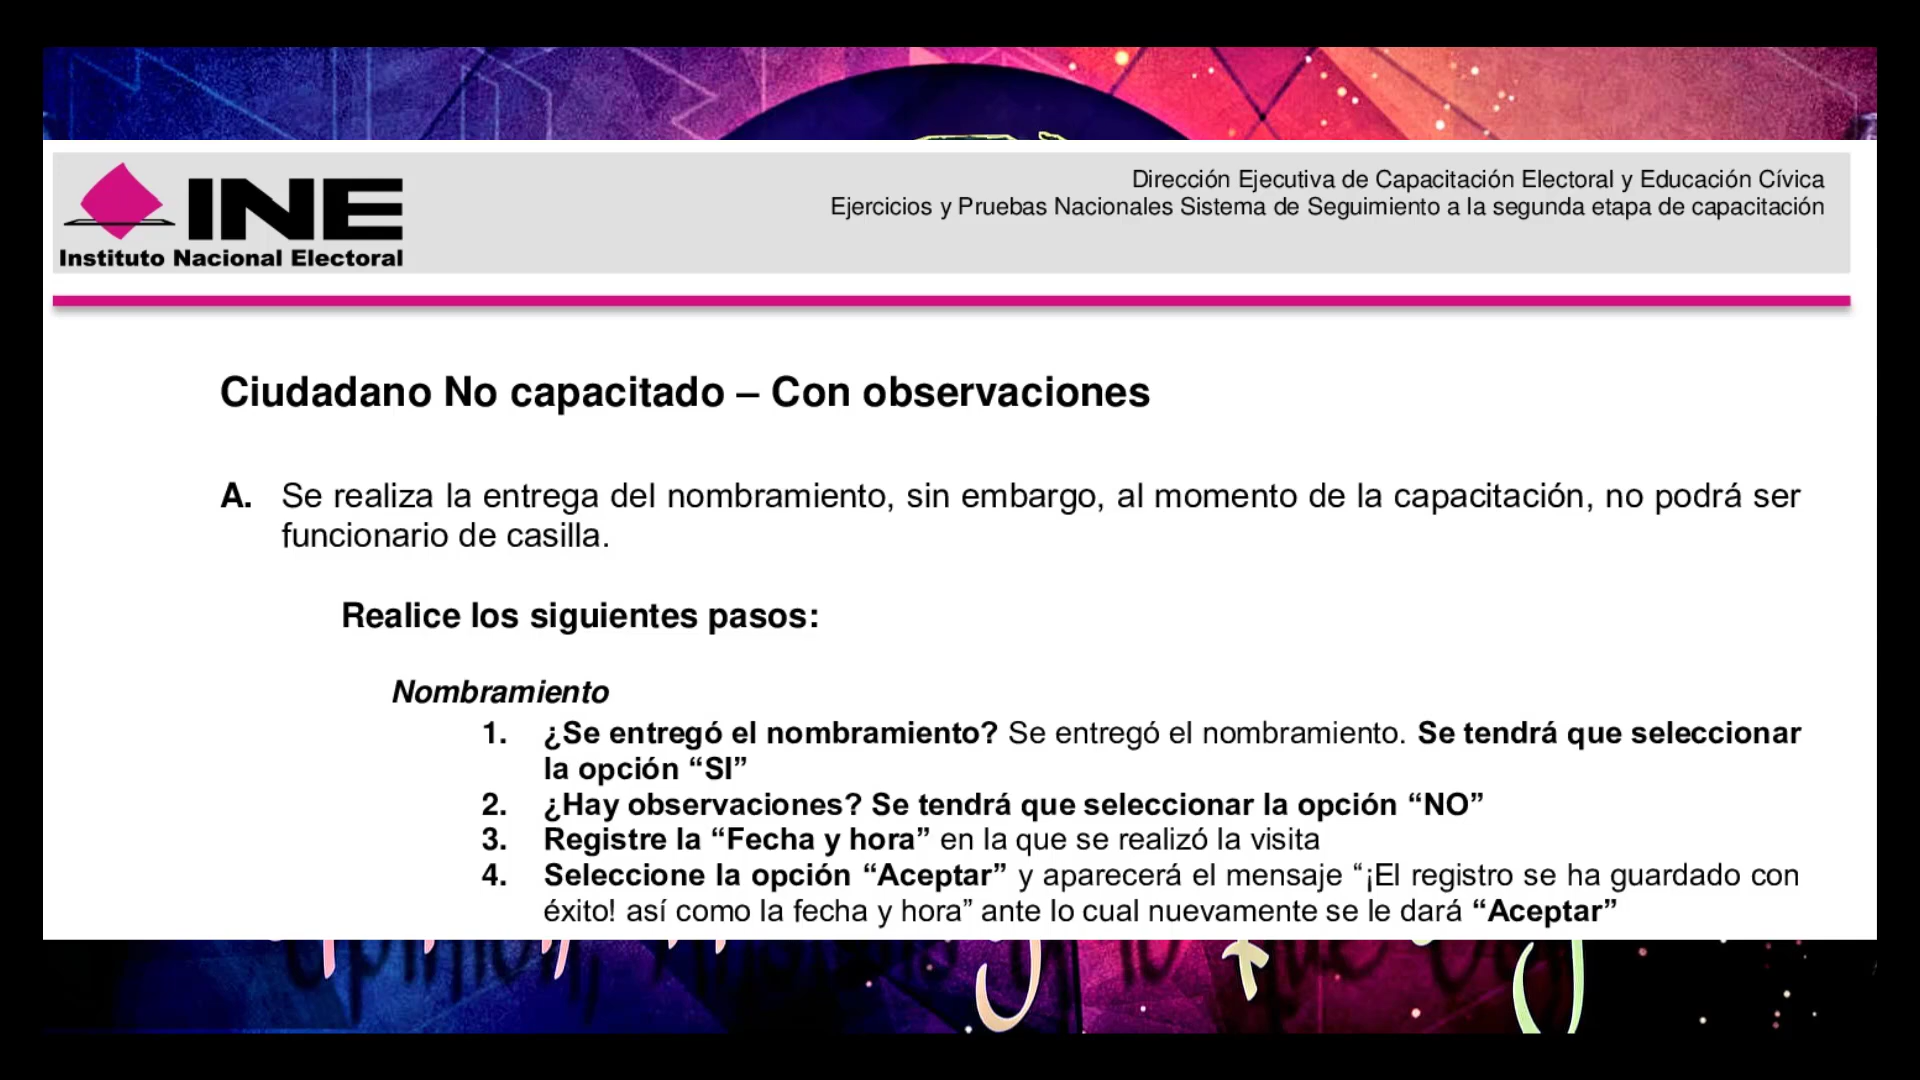 INE
Instituto Nacional Electoral
Dirección Ejecutiva de Capacitación Electoral y Educación Cívica
Ejercicios y Pruebas Nacionales Sistema de Seguimiento a la segunda etapa de capacitación
Ciudadano No capacitado – Con observaciones
A. Se realiza la entrega del nombramiento, sin embargo, al momento de la capacitación, no podrá ser
funcionario de casilla.
Realice los siguientes pasos:
Nombramiento
1. ¿Se entregó el nombramiento? Se entregó el nombramiento. Se tendrá que seleccionar
la opción “SI”
2. ¿Hay observaciones? Se tendrá que seleccionar la opción “NO”
3. Registre la “Fecha y hora” en la que se realizó la visita
4. Seleccione la opción “Aceptar” y aparecerá el mensaje “¡El registro se ha guardado con
éxito! así como la fecha y hora” ante lo cual nuevamente se le dará “Aceptar”